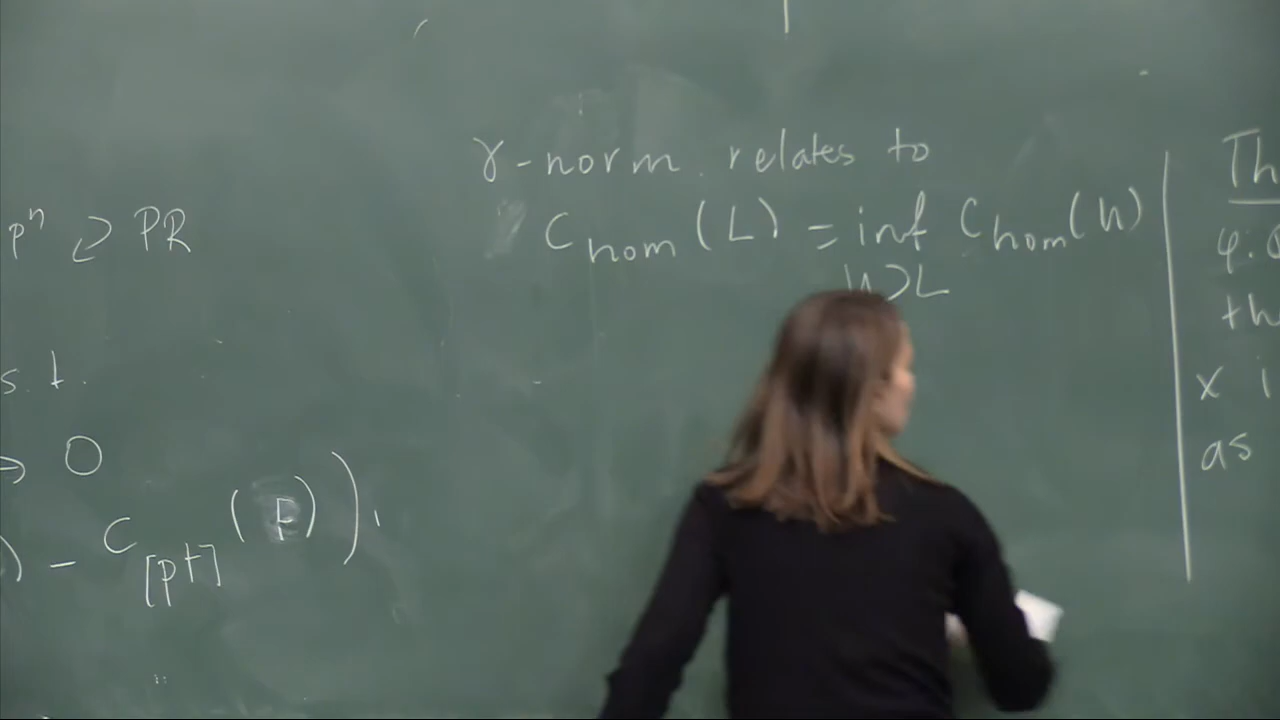 pⁿ ⤸ PR
s.t.
→ 0
) - C_[pt] (F) ).
γ-norm relates to
C_hom (L) = inf C_hom (U)
U⊃L
Th
φ.
th
x i
as